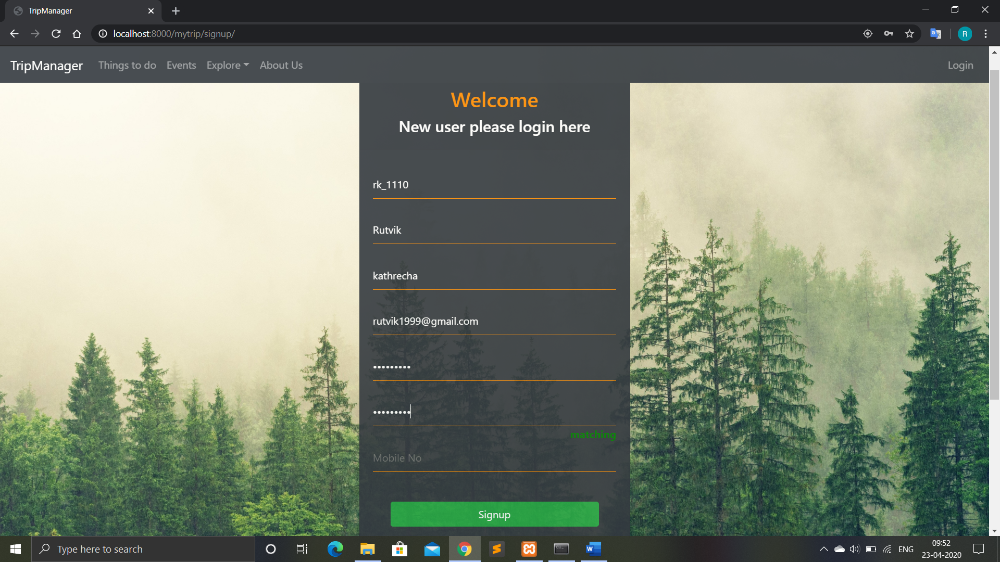 TripManager
localhost:8000/mytrip/signup/
R
TripManager Things to do Events Explore About Us Login
Welcome
New user please login here
rk_1110
Rutvik
kathrecha
rutvik1999@gmail.com
•••••••••
•••••••••
matching
Mobile No
Signup
Type here to search
ENG
09:52
23-04-2020